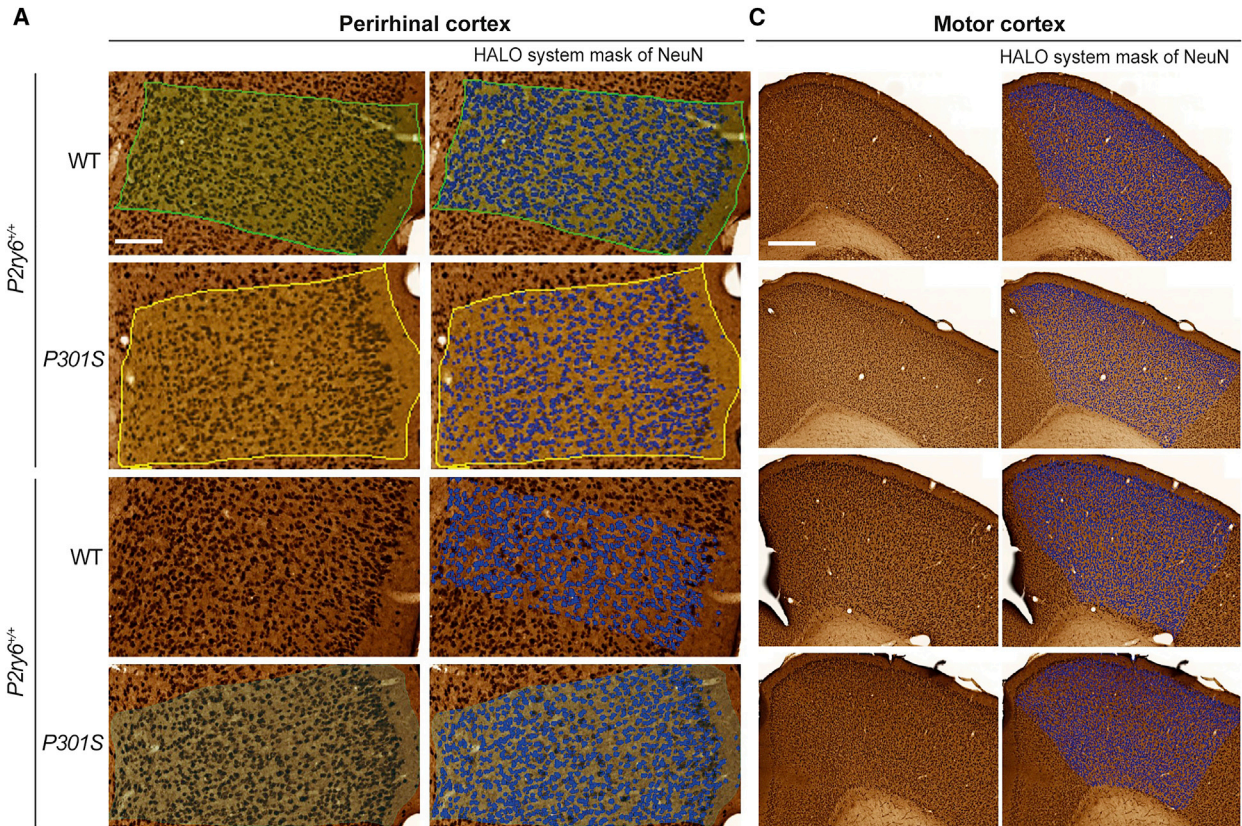 A
Perirhinal cortex
C
Motor cortex
HALO system mask of NeuN
HALO system mask of NeuN
P2ry6+/+
WT
P301S
P2ry6+/+
WT
P301S